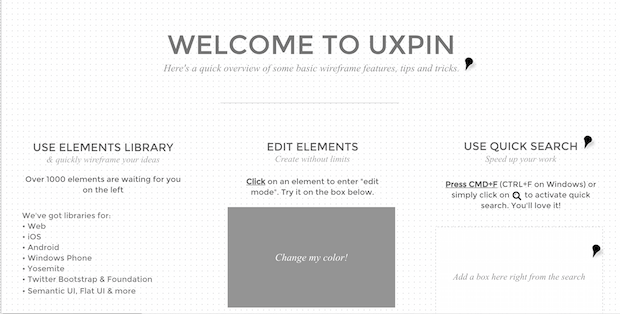 WELCOME TO UXPIN
Here's a quick overview of some basic wireframe features, tips and tricks.
USE ELEMENTS LIBRARY
& quickly wireframe your ideas
Over 1000 elements are waiting for you
on the left
We've got libraries for:
• Web
• iOS
• Android
• Windows Phone
• Yosemite
• Twitter Bootstrap & Foundation
• Semantic UI, Flat UI & more
EDIT ELEMENTS
Create without limits
Click on an element to enter "edit
mode". Try it on the box below.
Change my color!
USE QUICK SEARCH
Speed up your work
Press CMD+F (CTRL+F on Windows) or
simply click on to activate quick
search. You'll love it!
Add a box here right from the search